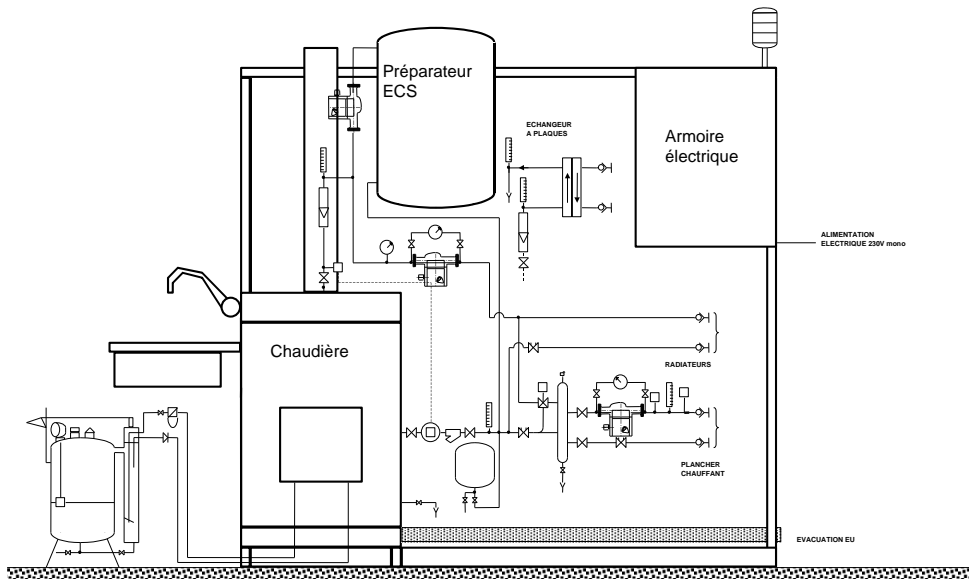 Préparateur
ECS
ECHANGEUR
A PLAQUES
Armoire
électrique
ALIMENTATION
ELECTRIQUE 230V mono
Chaudière
RADIATEURS
PLANCHER
CHAUFFANT
EVACUATION EU